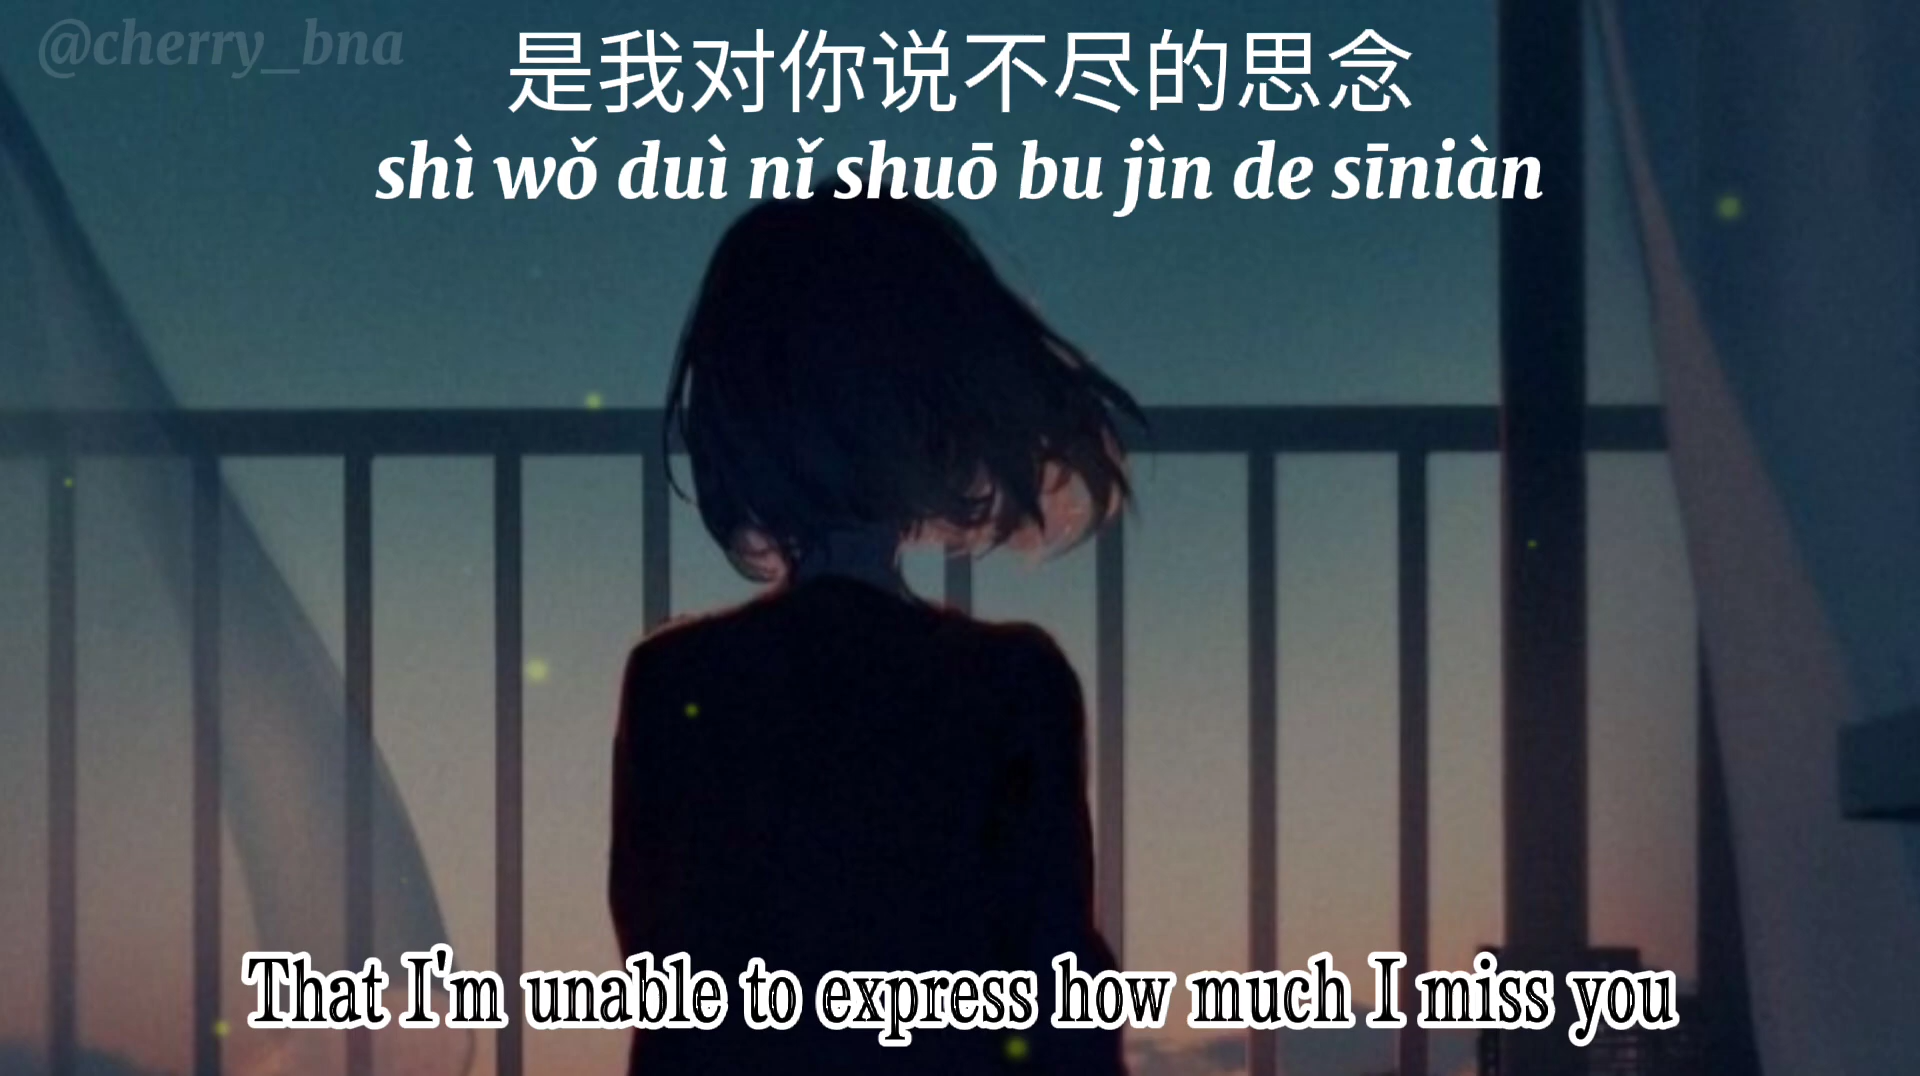 @cherry_bna
是我对你说不尽的思念
shì wǒ duì nǐ shuō bu jìn de sīniàn
That I'm unable to express how much I miss you